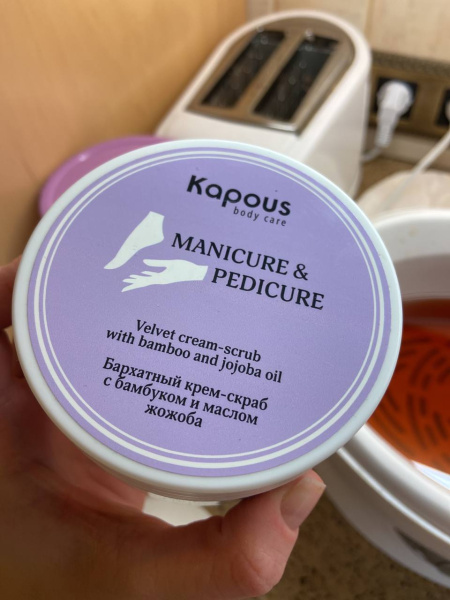 Kapous
body care
MANICURE &
PEDICURE
Velvet cream-scrub
with bamboo and jojoba oil
Бархатный крем-скраб
с бамбуком и маслом
жожоба